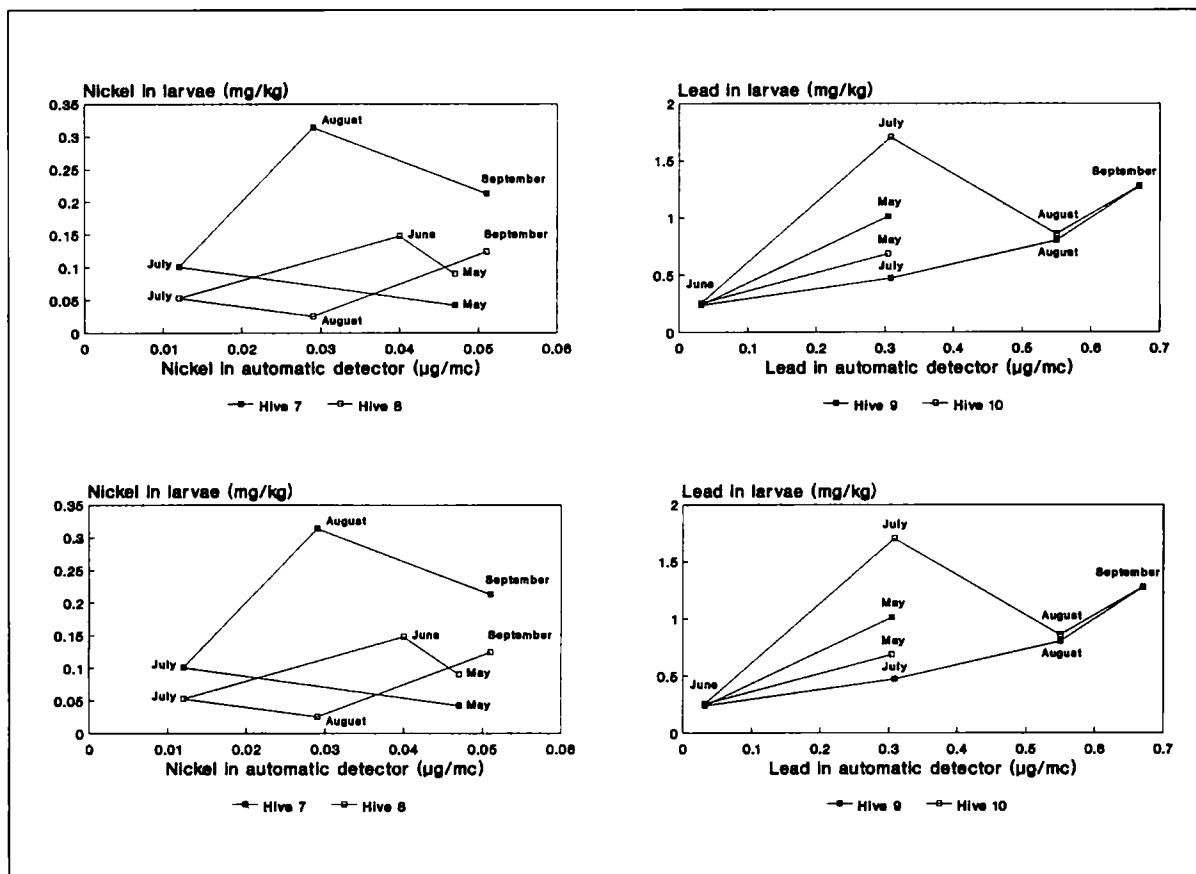 Nickel in larvae (mg/kg)
0.35
0.3
0.25
0.2
0.15
0.1
0.05
0
August
September
June
September
July
May
July
May
August
0 0.01 0.02 0.03 0.04 0.05 0.06
Nickel in automatic detector (µg/mc)
Hive 7 Hive 8
Lead in larvae (mg/kg)
2
1.5
1
0.5
0
July
September
May
August
May
August
July
June
0 0.1 0.2 0.3 0.4 0.5 0.6 0.7
Lead in automatic detector (µg/mc)
Hive 9 Hive 10
Nickel in larvae (mg/kg)
0.35
0.3
0.25
0.2
0.15
0.1
0.05
0
August
September
June
September
July
May
July
May
August
0 0.01 0.02 0.03 0.04 0.05 0.06
Nickel in automatic detector (µg/mc)
Hive 7 Hive 8
Lead in larvae (mg/kg)
2
1.5
1
0.5
0
July
September
May
August
May
August
July
June
0 0.1 0.2 0.3 0.4 0.5 0.6 0.7
Lead in automatic detector (µg/mc)
Hive 9 Hive 10